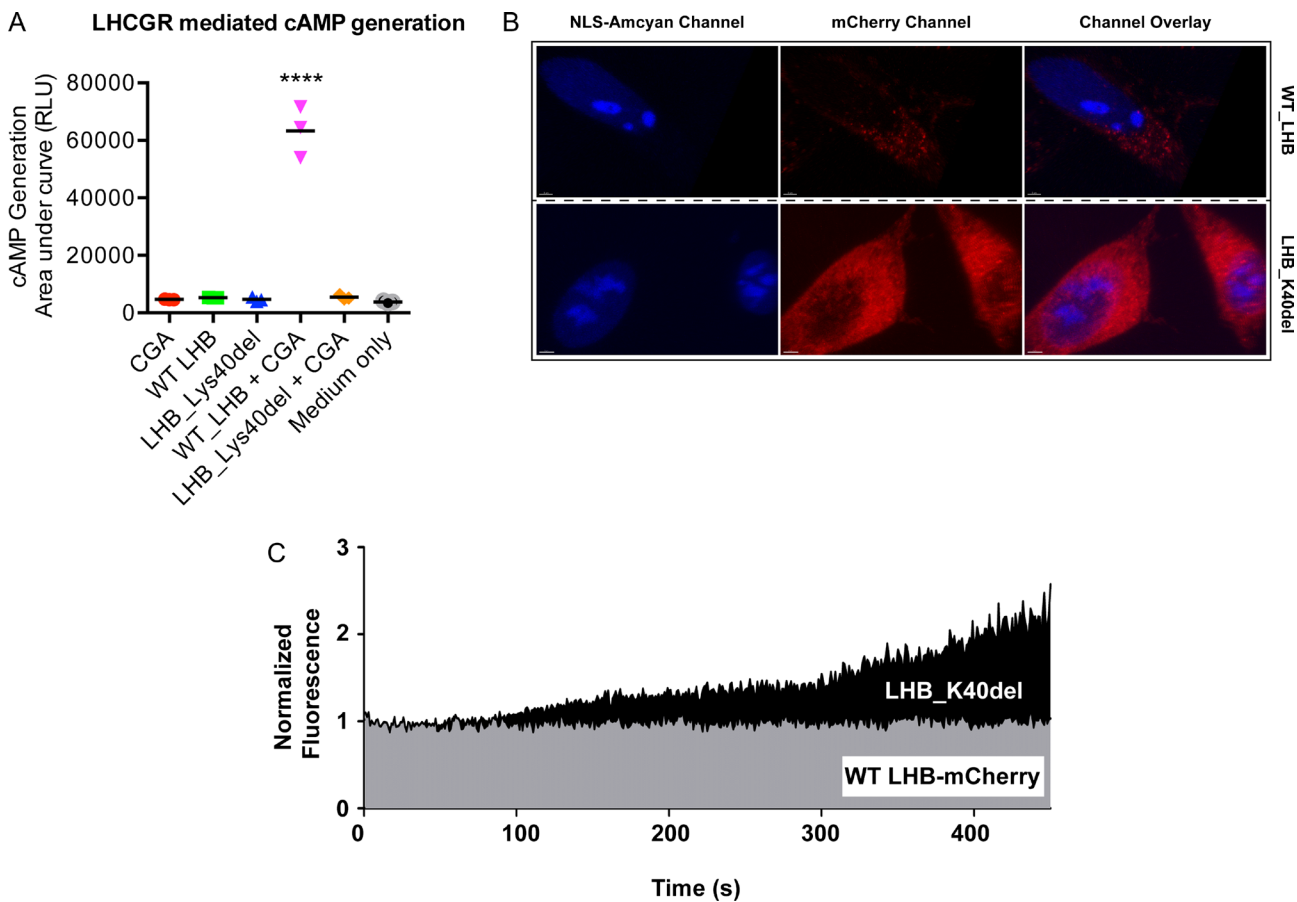 A
LHCGR mediated cAMP generation
cAMP Generation
Area under curve (RLU)
80000
60000
40000
20000
0
****
CGA
WT LHB
LHB_Lys40del
WT_LHB + CGA
LHB_Lys40del + CGA
Medium only
B
NLS-Amcyan Channel
mCherry Channel
Channel Overlay
WT_LHB
LHB_K40del
C
Normalized
Fluorescence
3
2
1
0
LHB_K40del
WT LHB-mCherry
0
100
200
300
400
Time (s)